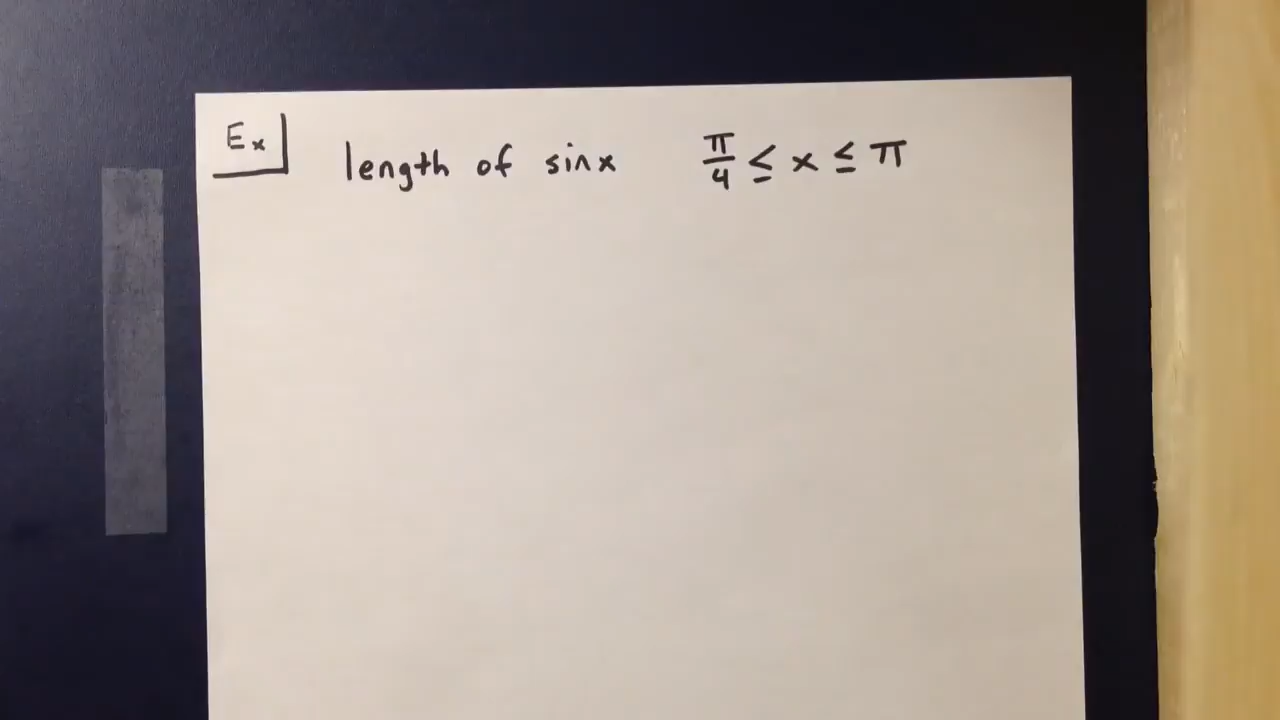 Ex length of sinx π/4 ≤ x ≤ π